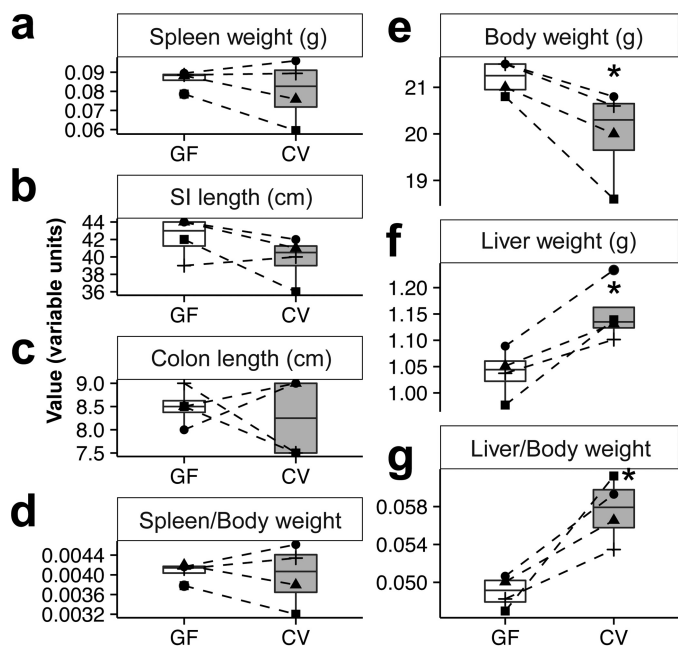 a
Spleen weight (g)
0.09
0.08
0.07
0.06
GF CV
b
SI length (cm)
44
42
40
38
36
GF CV
c
Colon length (cm)
9.0
8.5
8.0
7.5
GF CV
d
Spleen/Body weight
0.0044
0.0040
0.0036
0.0032
GF CV
Value (variable units)
e
Body weight (g)
*
21
20
19
f
Liver weight (g)
*
1.20
1.15
1.10
1.05
1.00
g
Liver/Body weight
*
0.058
0.054
0.050
GF CV